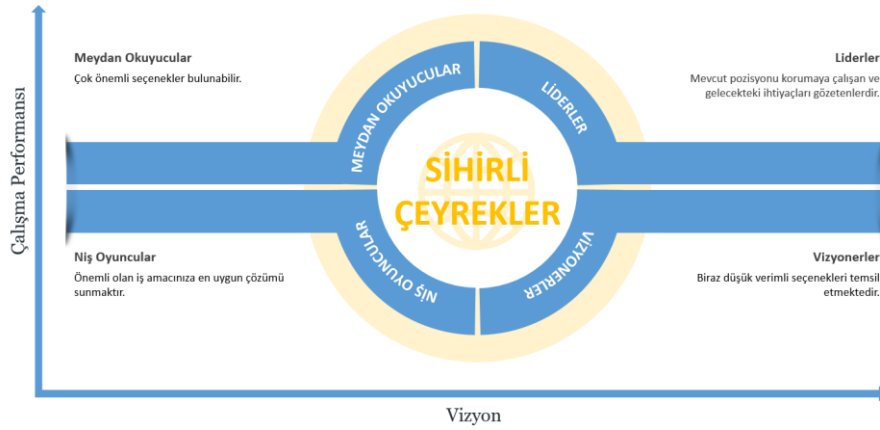 Meydan Okuyucular
Çok önemli seçenekler bulunabilir.
Liderler
Mevcut pozisyonu korumaya çalışan ve
gelecekteki ihtiyaçları gözetenlerdir.
MEYDAN OKUYUCULAR
LİDERLER
SİHİRLİ
ÇEYREKLER
NİŞ OYUNCULAR
VİZYONERLER
Niş Oyuncular
Önemli olan iş amacınıza en uygun çözümü
sunmaktır.
Vizyonerler
Biraz düşük verimli seçenekleri temsil
etmektedir.
Çalışma Performansı
Vizyon